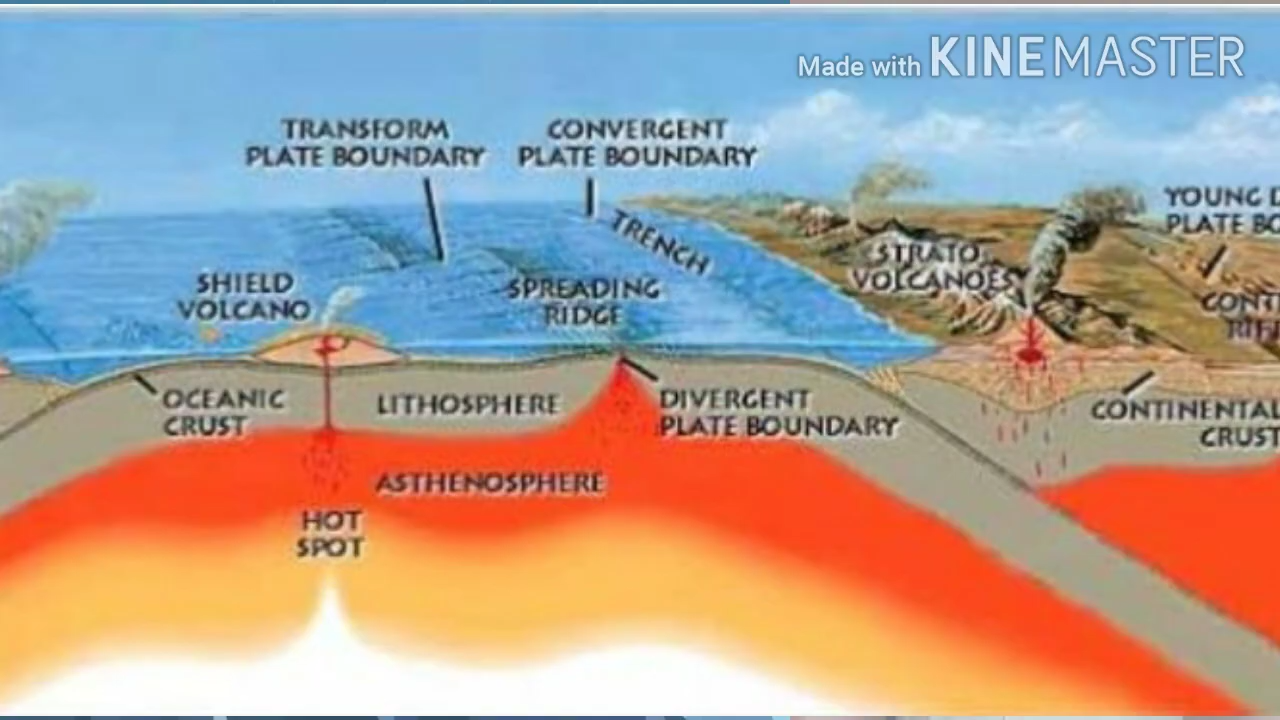 Made with KINEMASTER
TRANSFORM
PLATE BOUNDARY
CONVERGENT
PLATE BOUNDARY
YOUNG
TRENCH
STRATO
VOLCANOES
SHIELD
VOLCANO
SPREADING
RIDGE
OCEANIC
CRUST
LITHOSPHERE
DIVERGENT
PLATE BOUNDARY
CONTINENTAL
CRUST
ASTHENOSPHERE
HOT
SPOT